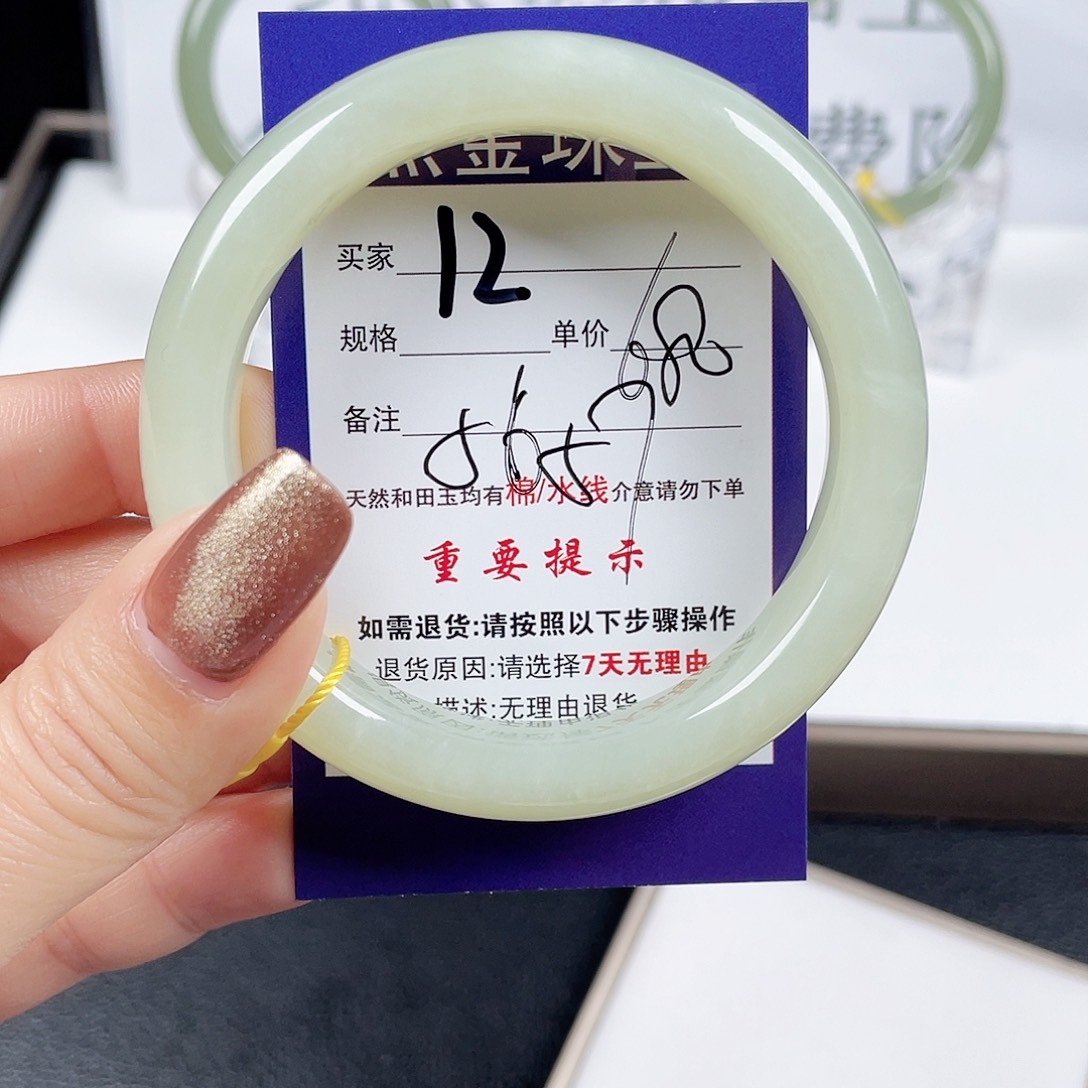 金珠
费
买家 12
规格 单价
备注
天然和田玉均有棉/水线介意请勿下单
重要提示
如需退货:请按照以下步骤操作
退货原因:请选择7天无理由
描述:无理由退货